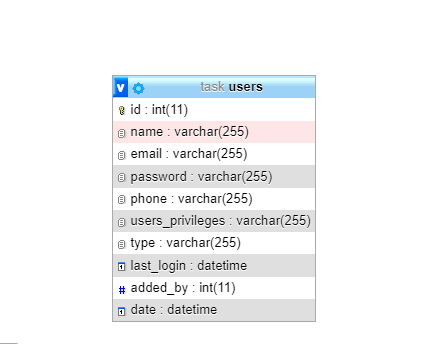 v task users
id : int(11)
name : varchar(255)
email : varchar(255)
password : varchar(255)
phone : varchar(255)
users_privileges : varchar(255)
type : varchar(255)
last_login : datetime
# added_by : int(11)
date : datetime